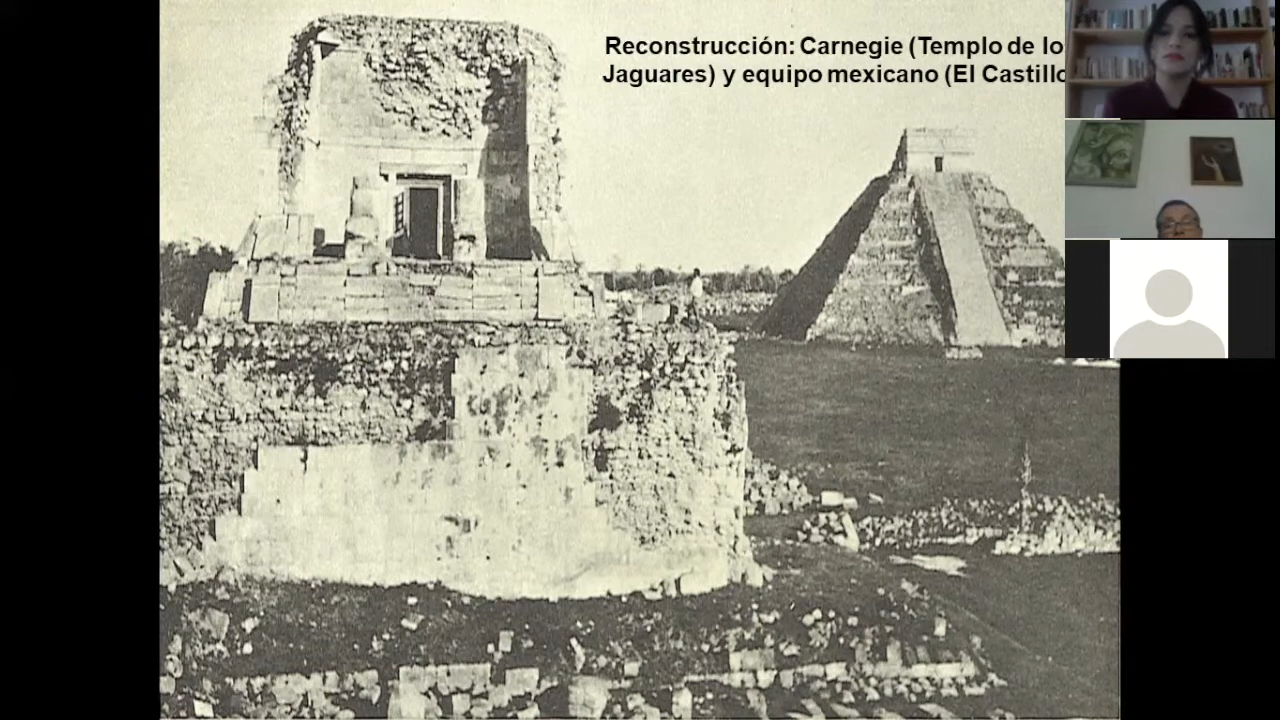 Reconstrucción: Carnegie (Templo de lo
Jaguares) y equipo mexicano (El Castillo